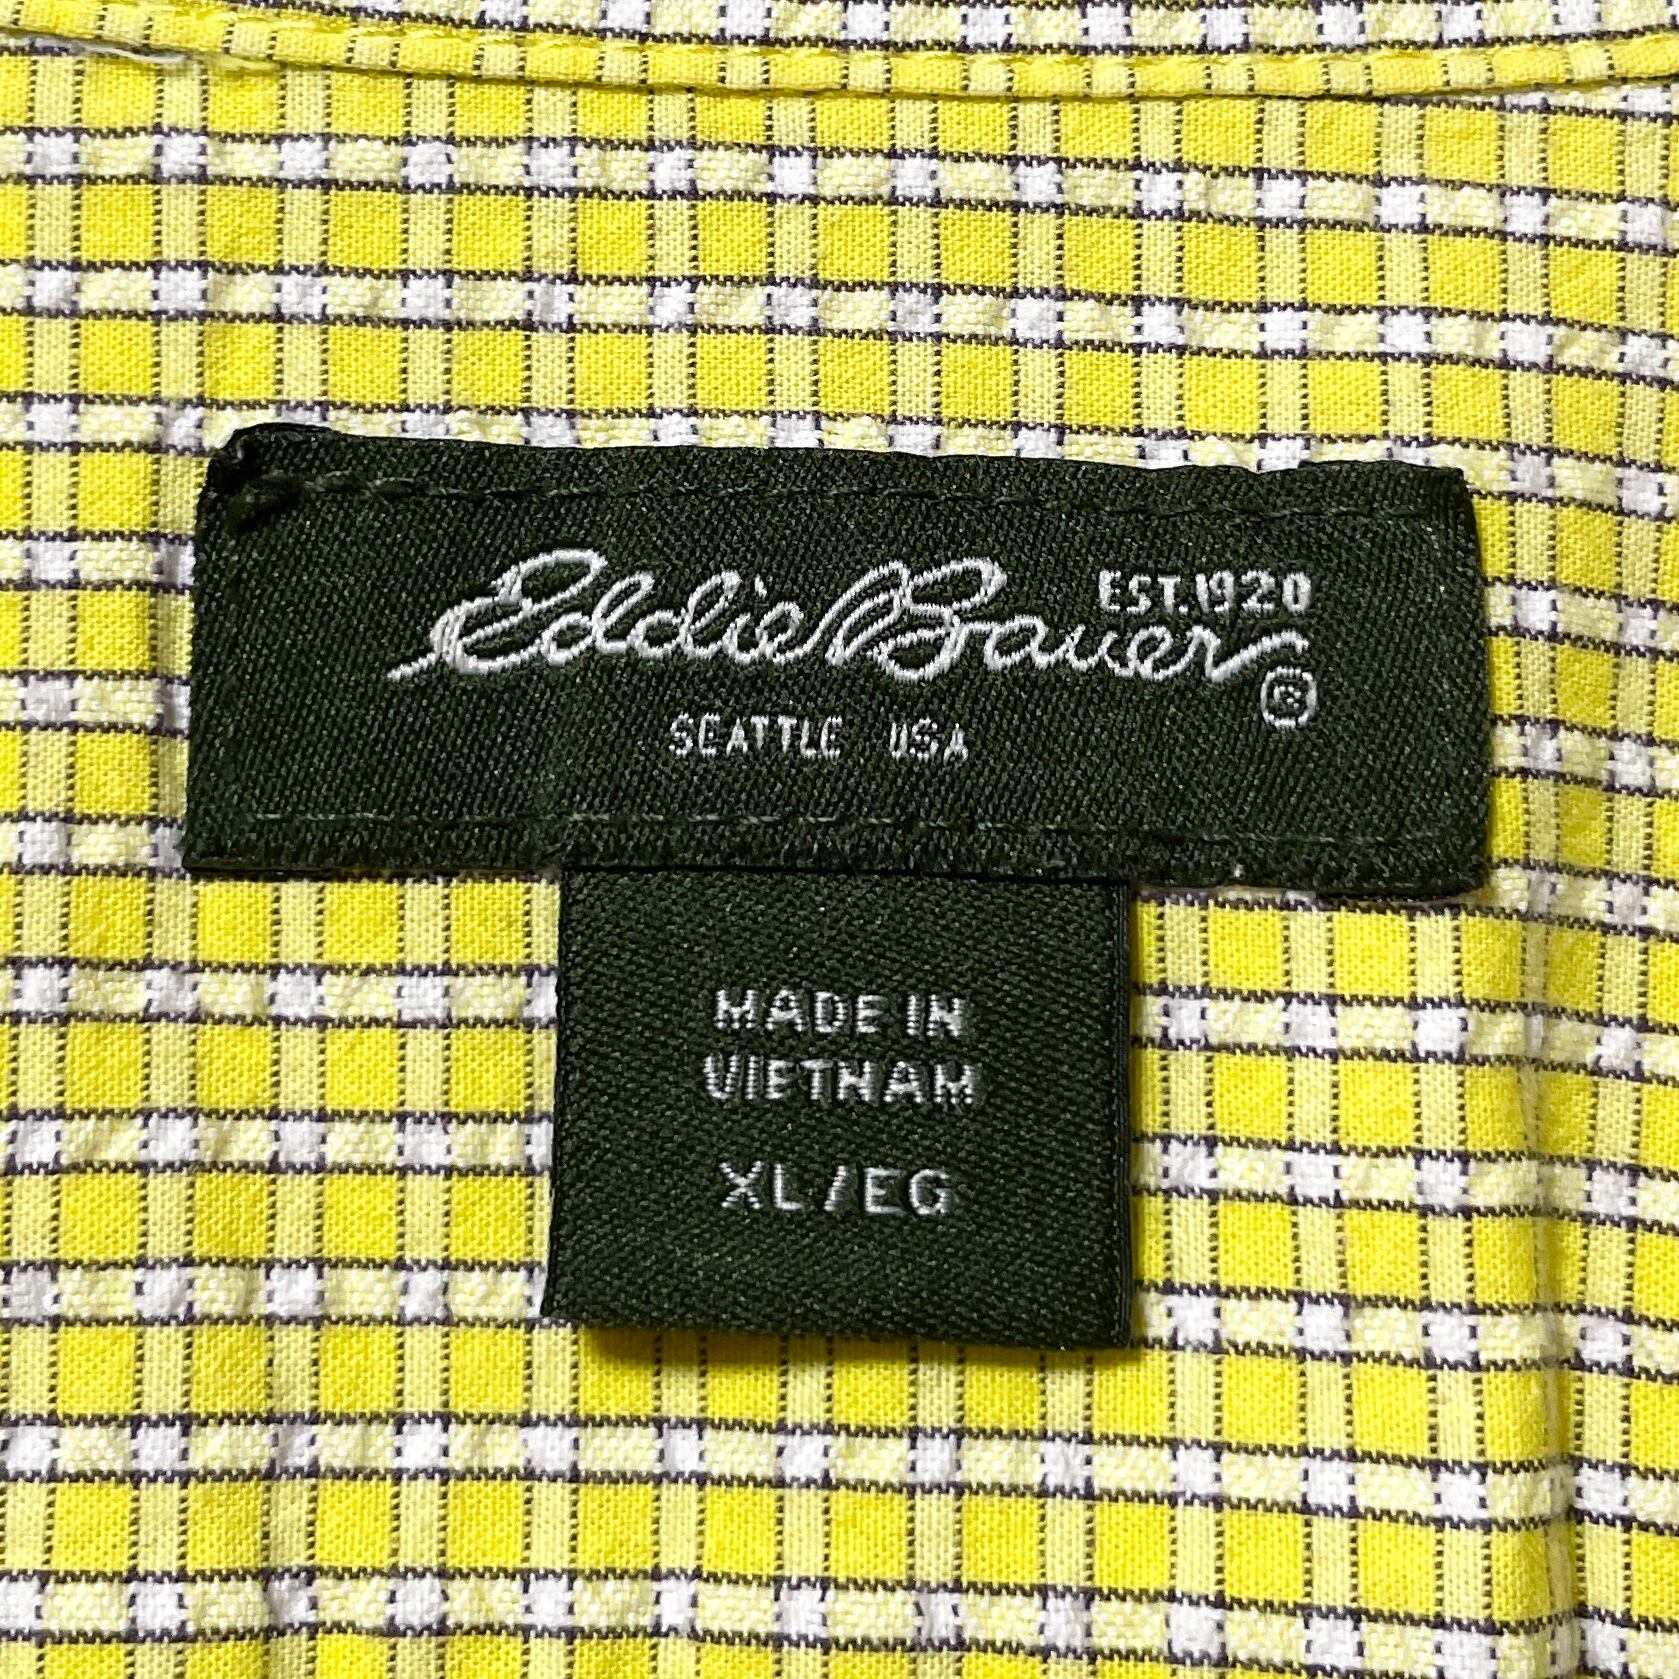 Eddie Bauer
EST. 1920
®
SEATTLE USA
MADE IN
VIETNAM
XL/EG